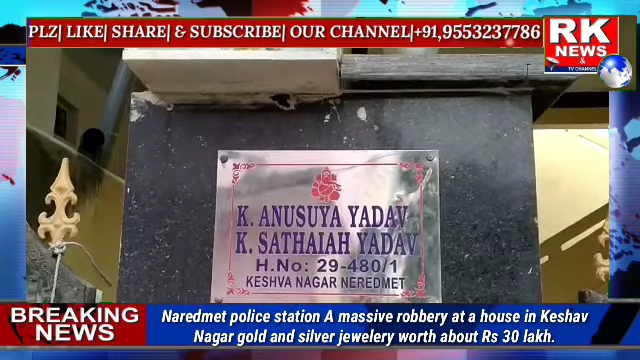 PLZ| LIKE| SHARE| & SUBSCRIBE| OUR CHANNEL|+91,9553237786
RK
NEWS
&
TV CHANNEL
K. ANUSUYA YADAV
K. SATHAIAH YADAV
H.No: 29-480/1
KESHVA NAGAR NEREDMET
BREAKING
NEWS
Naredmet police station A massive robbery at a house in Keshav
Nagar gold and silver jewelery worth about Rs 30 lakh.